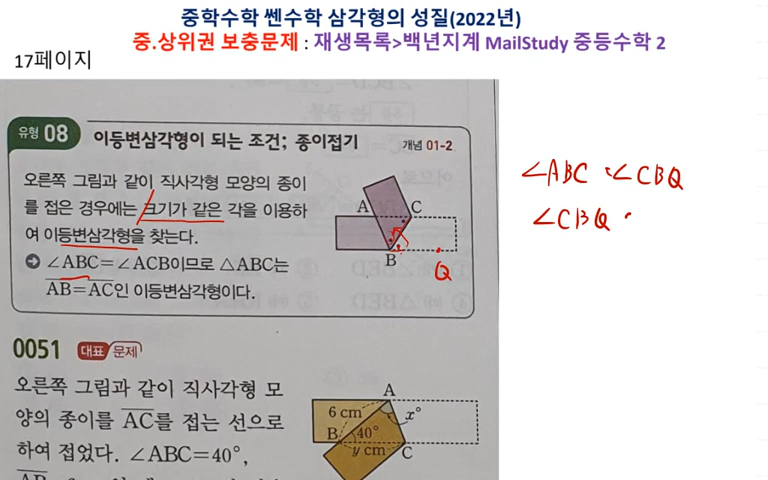 중학수학 쎈수학 삼각형의 성질(2022년)
중.상위권 보충문제 : 재생목록>백년지계 MailStudy 중등수학 2
17페이지
유형 08 이등변삼각형이 되는 조건; 종이접기 개념 01-2
오른쪽 그림과 같이 직사각형 모양의 종이
를 접은 경우에는 크기가 같은 각을 이용하
여 이등변삼각형을 찾는다.
➔ ∠ABC=∠ACB이므로 △ABC는
AB=AC인 이등변삼각형이다.
A C
B
Q
∠ABC = ∠CBQ
∠CBQ
0051 대표 문제
오른쪽 그림과 같이 직사각형 모
양의 종이를 AC를 접는 선으로
하여 접었다. ∠ABC=40°,
A
6 cm x°
B 40°
y cm C